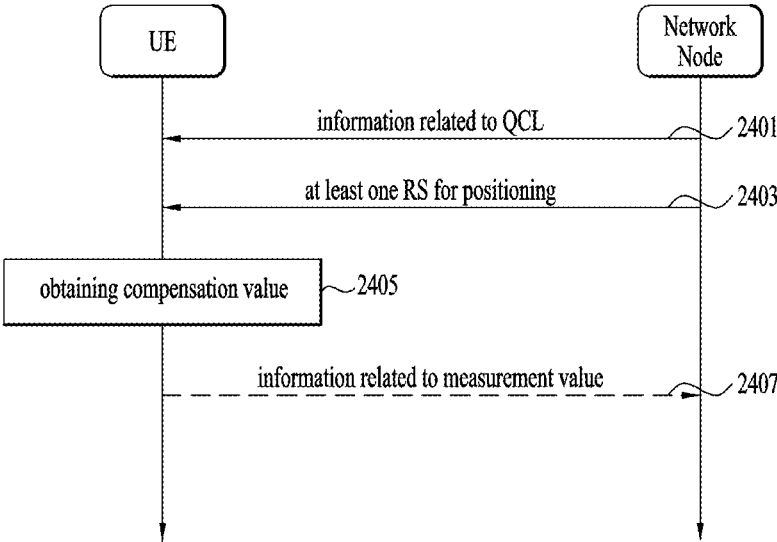 UE
Network
Node
information related to QCL
2401
at least one RS for positioning
2403
obtaining compensation value
2405
information related to measurement value
2407